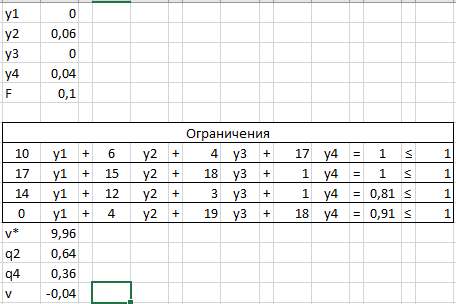 y1 0
y2 0,06
y3 0
y4 0,04
F 0,1
Ограничения
10 y1 + 6 y2 + 4 y3 + 17 y4 = 1 ≤ 1
17 y1 + 15 y2 + 18 y3 + 1 y4 = 1 ≤ 1
14 y1 + 12 y2 + 3 y3 + 1 y4 = 0,81 ≤ 1
0 y1 + 4 y2 + 19 y3 + 18 y4 = 0,91 ≤ 1
v* 9,96
q2 0,64
q4 0,36
v -0,04